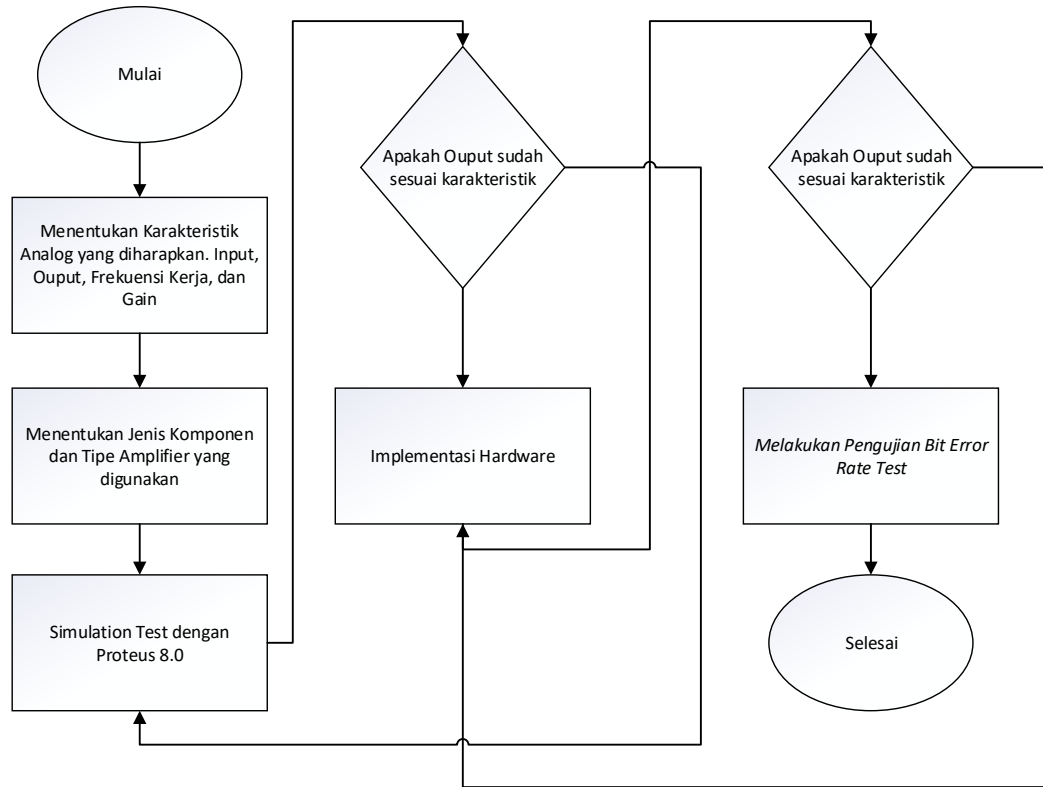 Mulai
Menentukan Karakteristik
Analog yang diharapkan. Input,
Ouput, Frekuensi Kerja, dan
Gain
Menentukan Jenis Komponen
dan Tipe Amplifier yang
digunakan
Simulation Test dengan
Proteus 8.0
Apakah Ouput sudah
sesuai karakteristik
Implementasi Hardware
Apakah Ouput sudah
sesuai karakteristik
Melakukan Pengujian Bit Error
Rate Test
Selesai